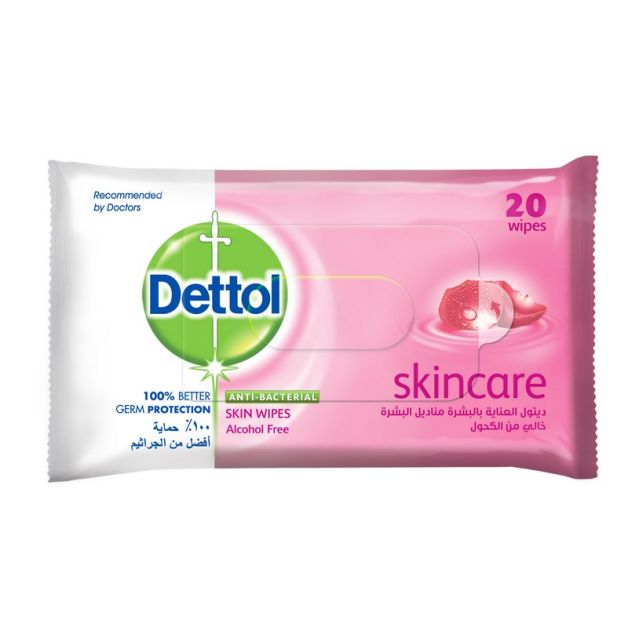 Recommended
by Doctors
Dettol
100% BETTER
GERM PROTECTION
١٠٠٪ حماية
أفضل من الجراثيم
ANTI-BACTERIAL
SKIN WIPES
Alcohol Free
20
wipes
skincare
ديتول العناية بالبشرة مناديل البشرة
خالي من الكحول